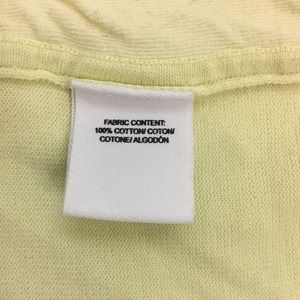 FABRIC CONTENT:
100% COTTON/ COTON/
COTONE/ ALGODÓN